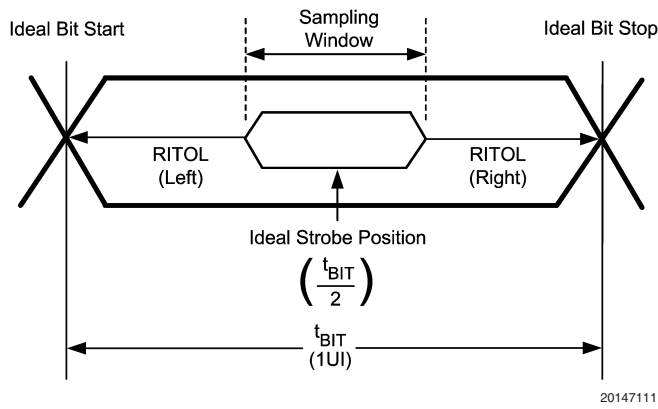 Sampling
Window
Ideal Bit Start
Ideal Bit Stop
RITOL
(Left)
RITOL
(Right)
Ideal Strobe Position
( tBIT
2 )
tBIT
(1UI)
20147111